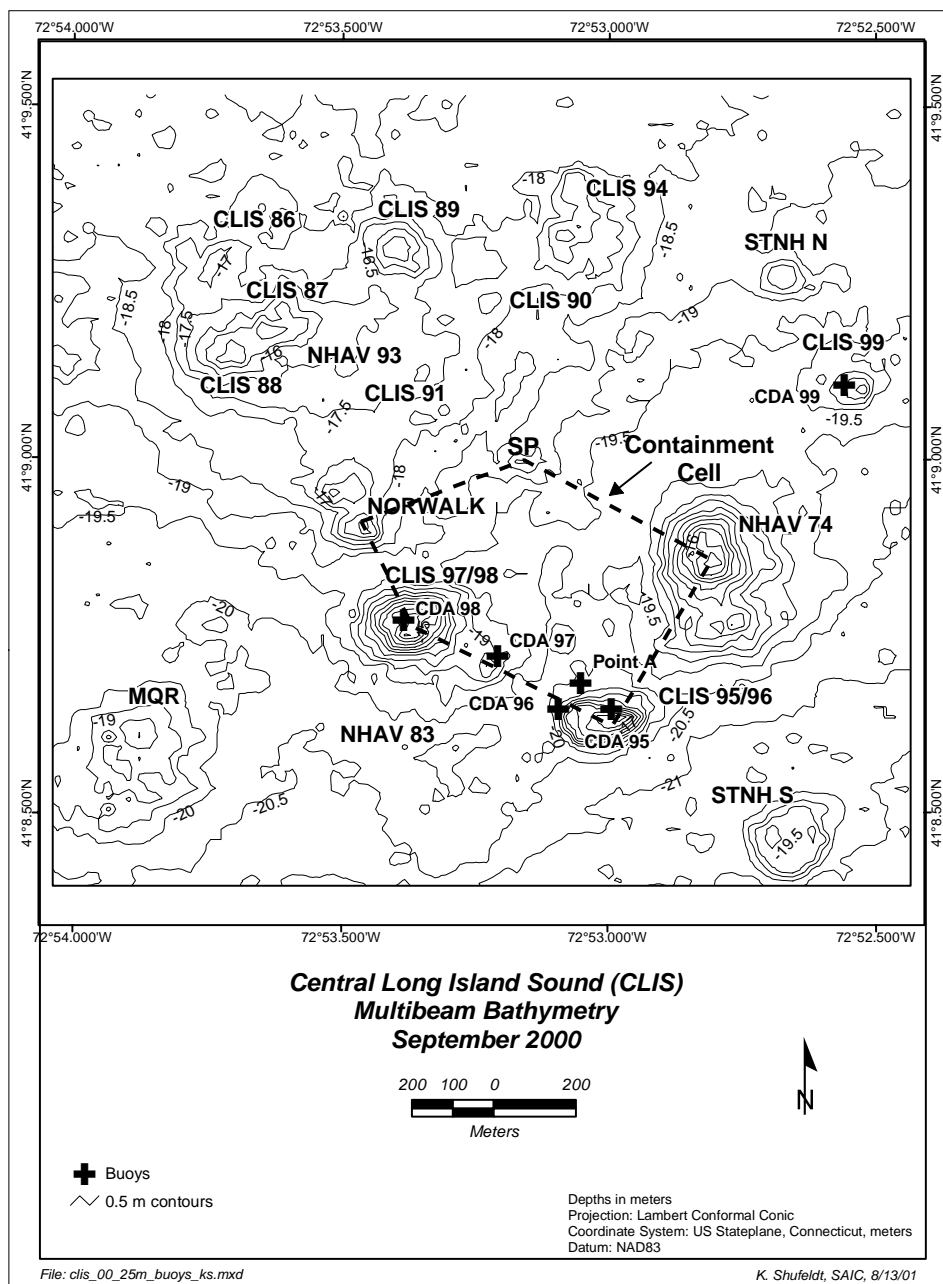 72°54.000'W 72°53.500'W 72°53.000'W 72°52.500'W
41°9.500'N 41°9.500'N
-18
CLIS 94
CLIS 86
CLIS 89
-18.5
STNH N
-17
16.5
CLIS 87
CLIS 90
-18.5
-18
-17.5
-18
-19
CLIS 99
-16
NHAV 93
CLIS 88
CLIS 91
CDA 99
-17.5
-19.5
SP
-19.5
Containment
Cell
41°9.000'N 41°9.000'N
-18
-19
-17
-19.5
NORWALK
NHAV 74
CLIS 97/98
-20
CDA 98
-19
CDA 97
-19.5
Point A
MQR
CDA 96
CLIS 95/96
-19
NHAV 83
-20
CDA 95
-20.5
-21
STNH S
-20
-20.5
41°8.500'N 41°8.500'N
-19.5
72°54.000'W 72°53.500'W 72°53.000'W 72°52.500'W
Central Long Island Sound (CLIS)
Multibeam Bathymetry
September 2000
200 100 0 200
Meters
N
Buoys
0.5 m contours
Depths in meters
Projection: Lambert Conformal Conic
Coordinate System: US Stateplane, Connecticut, meters
Datum: NAD83
File: clis_00_25m_buoys_ks.mxd
K. Shufeldt, SAIC, 8/13/01